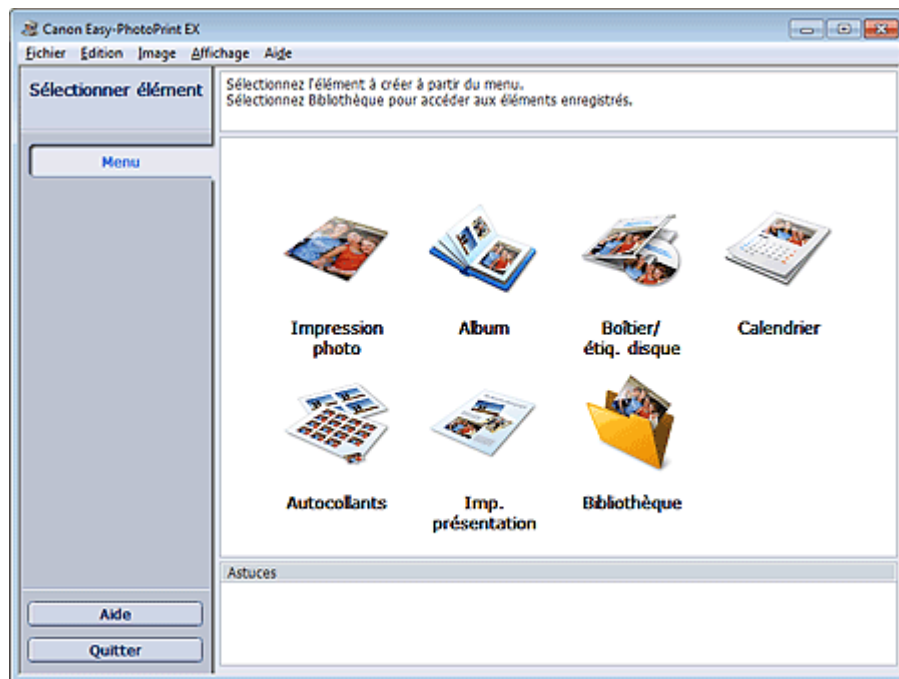 Canon Easy-PhotoPrint EX
Fichier Édition Image Affichage Aide
Sélectionner élément
Sélectionnez l'élément à créer à partir du menu.
Sélectionnez Bibliothèque pour accéder aux éléments enregistrés.
Menu
Impression
photo
Album
Boîtier/
étiq. disque
Calendrier
Autocollants
Imp.
présentation
Bibliothèque
Astuces
Aide
Quitter